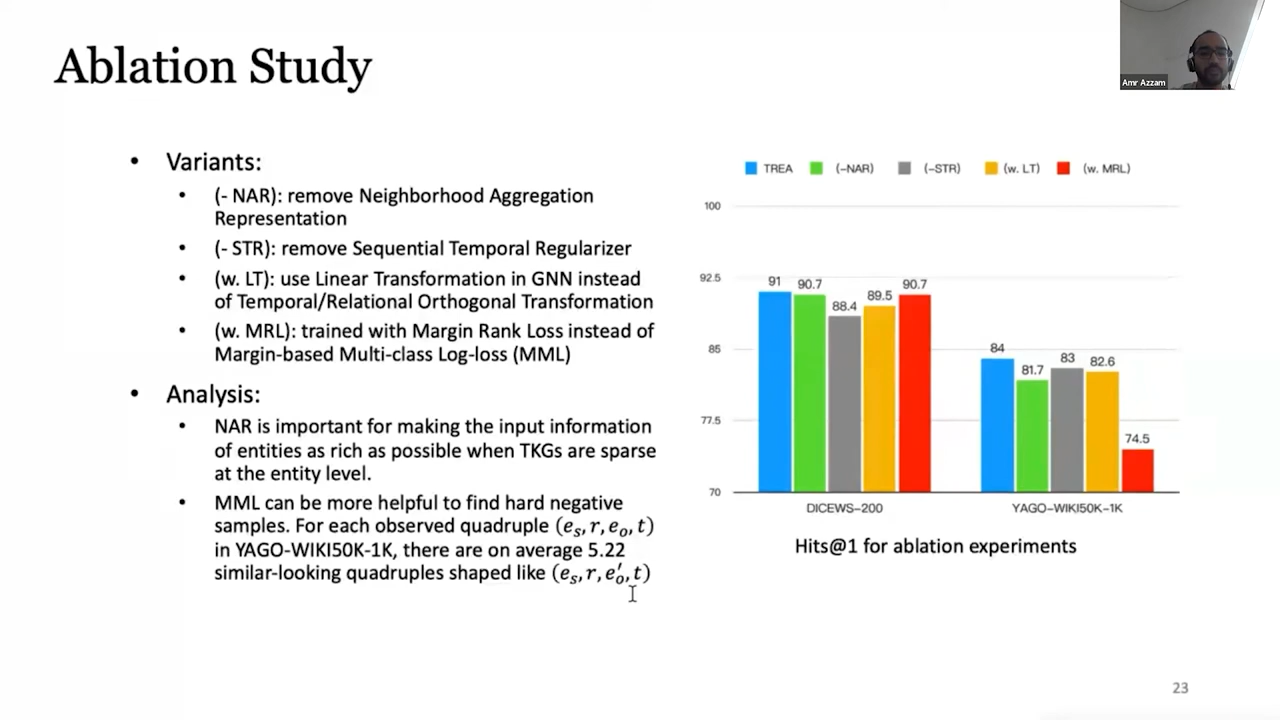 Ablation Study
Amr Azzam
• Variants:
• (- NAR): remove Neighborhood Aggregation
Representation
• (- STR): remove Sequential Temporal Regularizer
• (w. LT): use Linear Transformation in GNN instead
of Temporal/Relational Orthogonal Transformation
• (w. MRL): trained with Margin Rank Loss instead of
Margin-based Multi-class Log-loss (MML)
• Analysis:
• NAR is important for making the input information
of entities as rich as possible when TKGs are sparse
at the entity level.
• MML can be more helpful to find hard negative
samples. For each observed quadruple (eₛ, r, eₒ, t)
in YAGO-WIKI50K-1K, there are on average 5.22
similar-looking quadruples shaped like (eₛ, r, e′ₒ, t)
TREA (-NAR) (-STR) (w. LT) (w. MRL)
100
92.5
85
77.5
70
91 90.7 88.4 89.5 90.7
84 81.7 83 82.6 74.5
DICEWS-200 YAGO-WIKI50K-1K
Hits@1 for ablation experiments
23